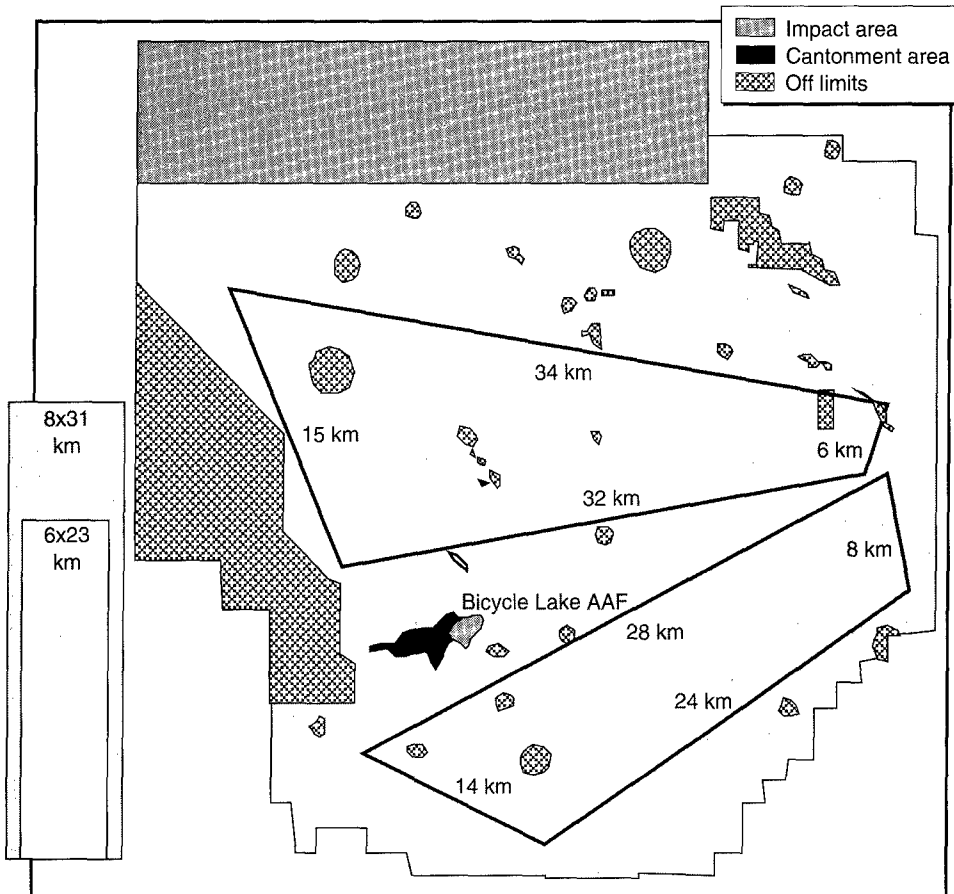 Impact area
Cantonment area
Off limits
34 km
8x31
km
15 km
6 km
32 km
6x23
km
8 km
Bicycle Lake AAF
28 km
24 km
14 km